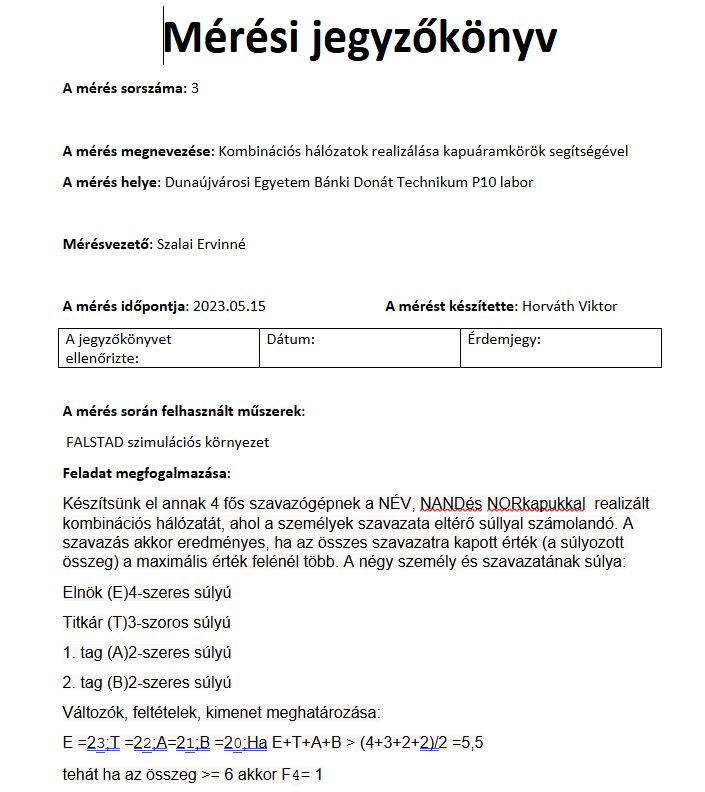 Mérési jegyzőkönyv
A mérés sorszáma: 3
A mérés megnevezése: Kombinációs hálózatok realizálása kapuáramkörök segítségével
A mérés helye: Dunaújvárosi Egyetem Bánki Donát Technikum P10 labor
Mérésvezető: Szalai Ervinné
A mérés időpontja: 2023.05.15 A mérést készítette: Horváth Viktor
A jegyzőkönyvet
ellenőrizte:
Dátum:
Érdemjegy:
A mérés során felhasznált műszerek:
FALSTAD szimulációs környezet
Feladat megfogalmazása:
Készítsünk el annak 4 fős szavazógépnek a NÉV, NANDés NORkapukkal realizált
kombinációs hálózatát, ahol a személyek szavazata eltérő súllyal számolandó. A
szavazás akkor eredményes, ha az összes szavazatra kapott érték (a súlyozott
összeg) a maximális érték felénél több. A négy személy és szavazatának súlya:
Elnök (E)4-szeres súlyú
Titkár (T)3-szoros súlyú
1. tag (A)2-szeres súlyú
2. tag (B)2-szeres súlyú
Változók, feltételek, kimenet meghatározása:
E =23;T =22;A=21;B =20;Ha E+T+A+B > (4+3+2+2)/2 =5,5
tehát ha az összeg >= 6 akkor F4= 1